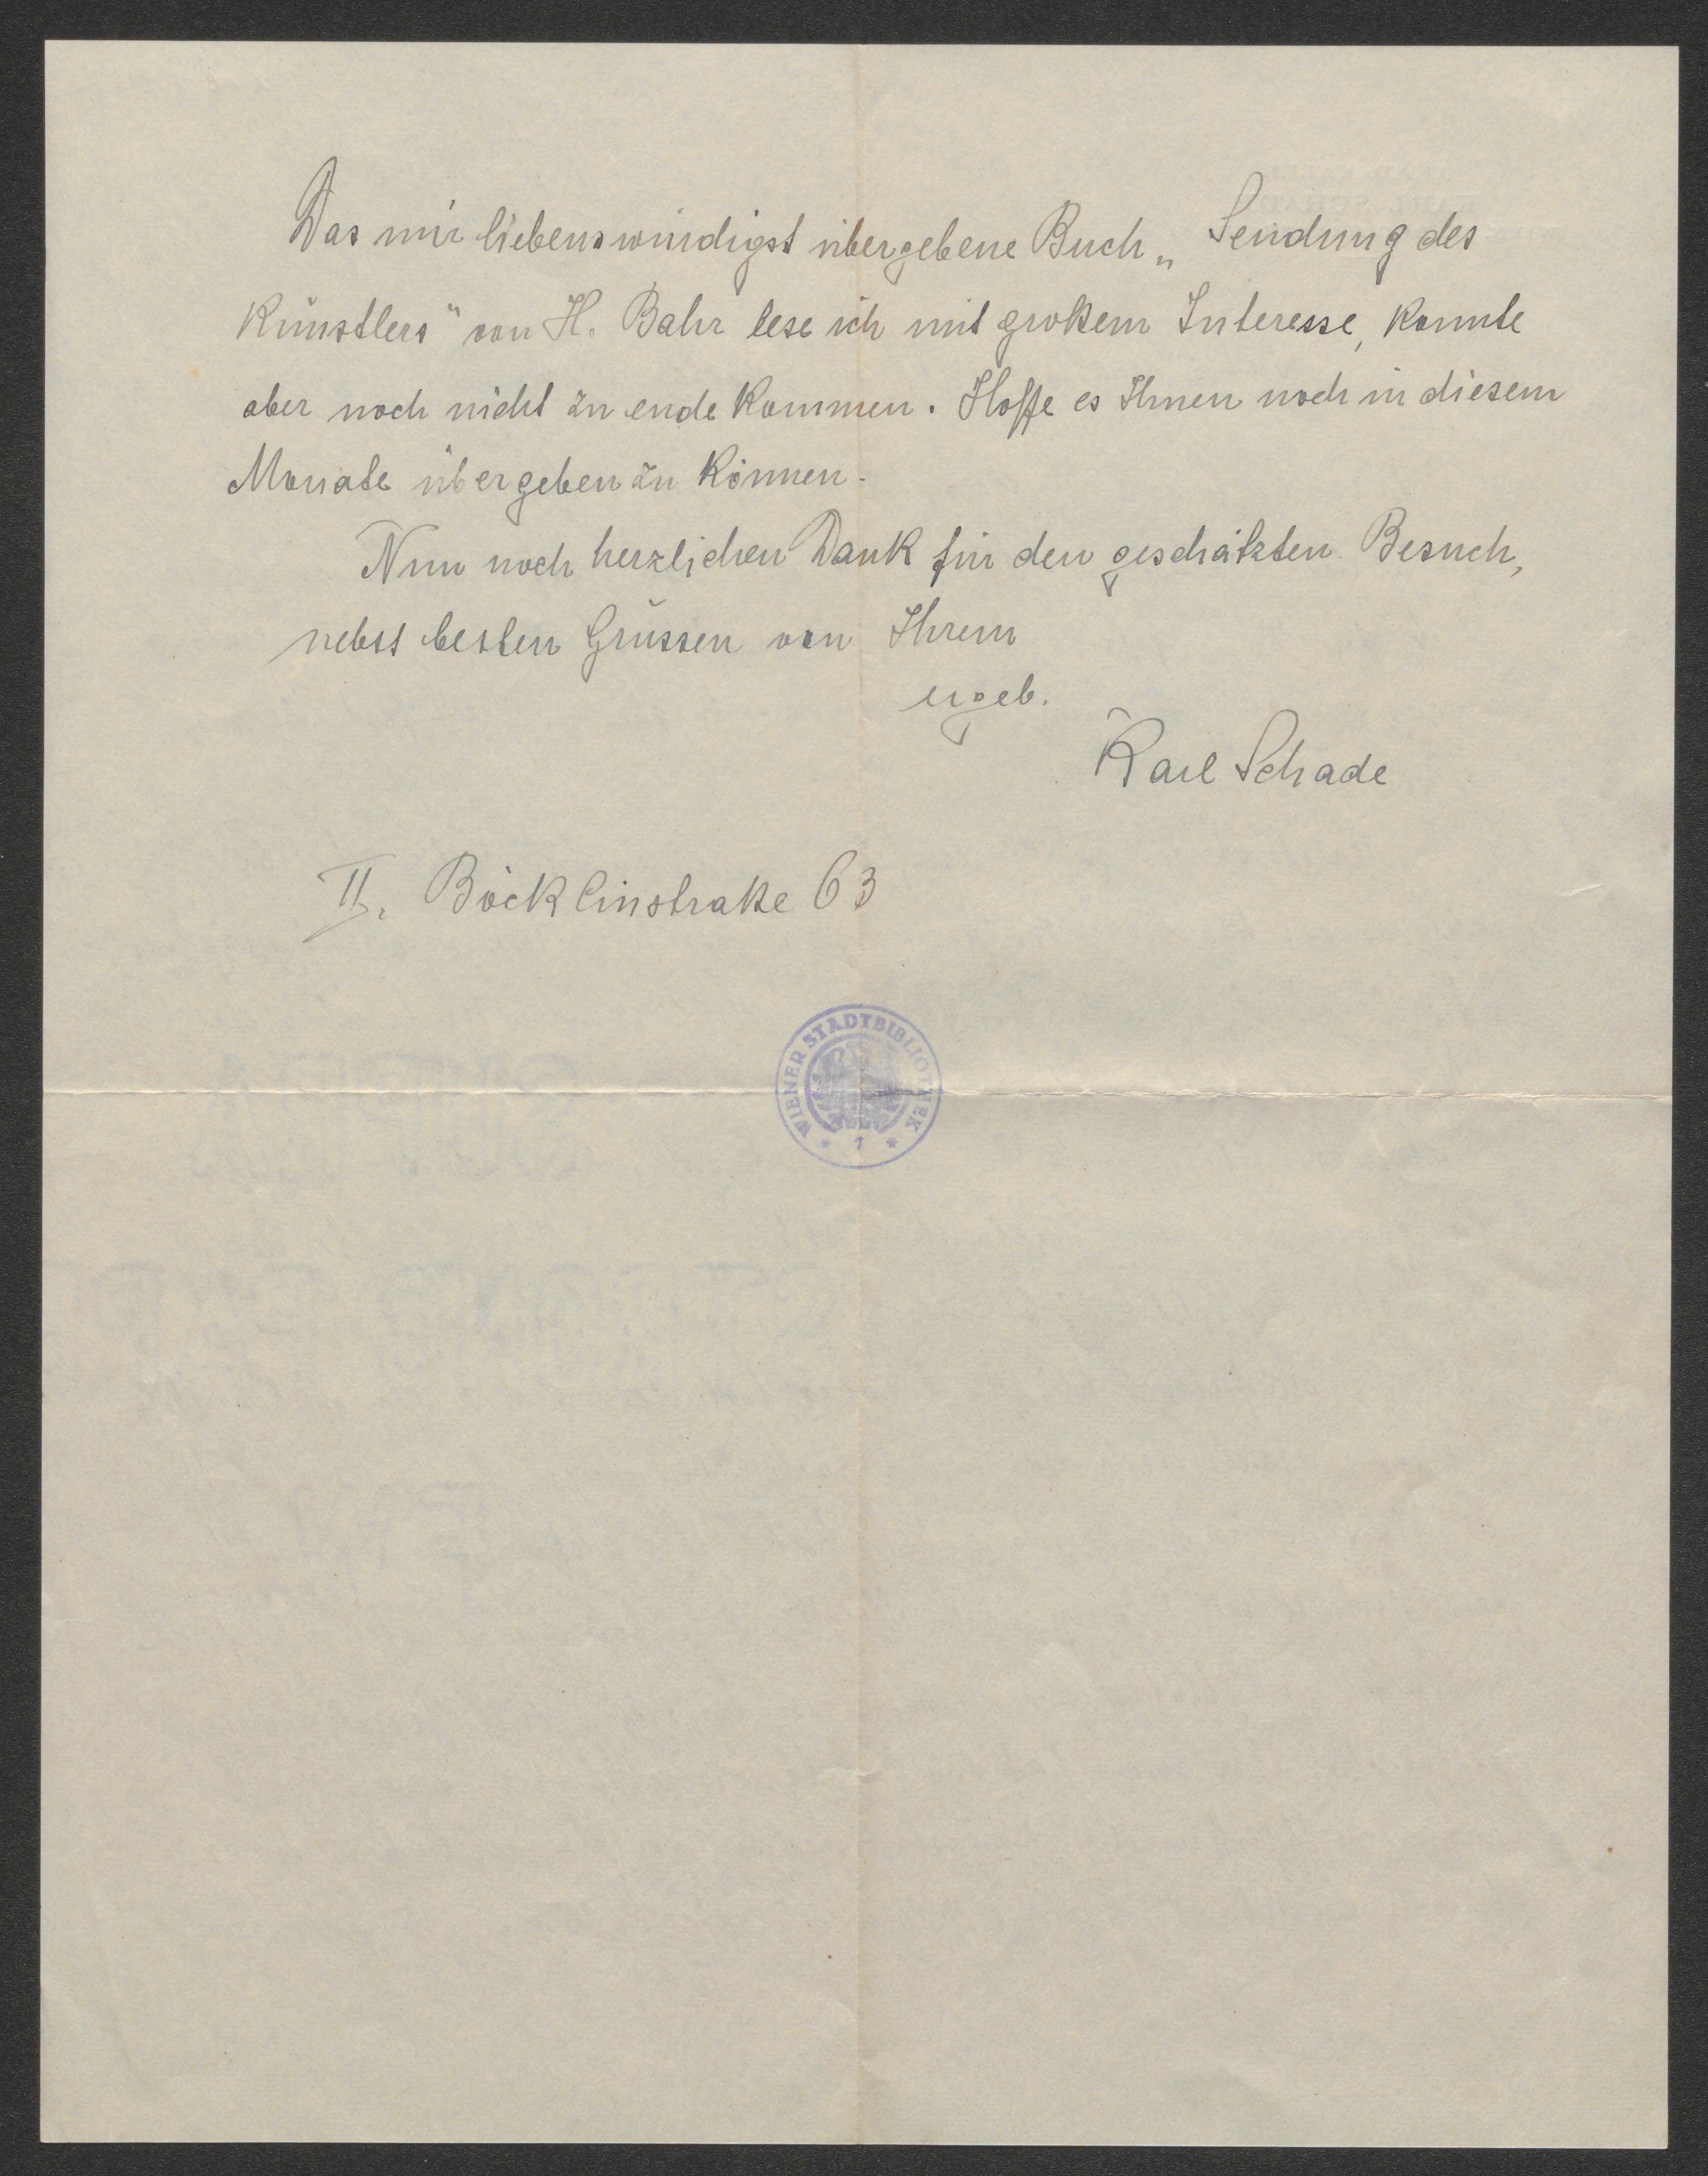 Das mir liebenswürdigst übergebene Buch „Sendung des
Künstlers" von H. Bahr lese ich mit großem Interesse, konnte
aber noch nicht zu ende kommen. Hoffe es Ihnen noch in diesem
Monate übergeben zu können.
Nun noch herzlichen Dank für den geschätzten Besuch,
nebst besten Grüssen von Ihrem
ergeb.
Karl Schade
II. Böcklinstraße 63
WIENER STADTBIBLIOTHEK
* 1 *